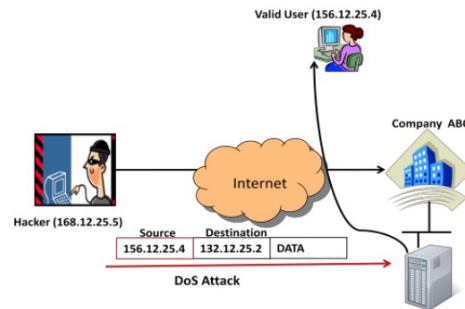 Valid User (156.12.25.4)
Company ABC
Internet
Hacker (168.12.25.5)
Source Destination
156.12.25.4 132.12.25.2 DATA
DoS Attack